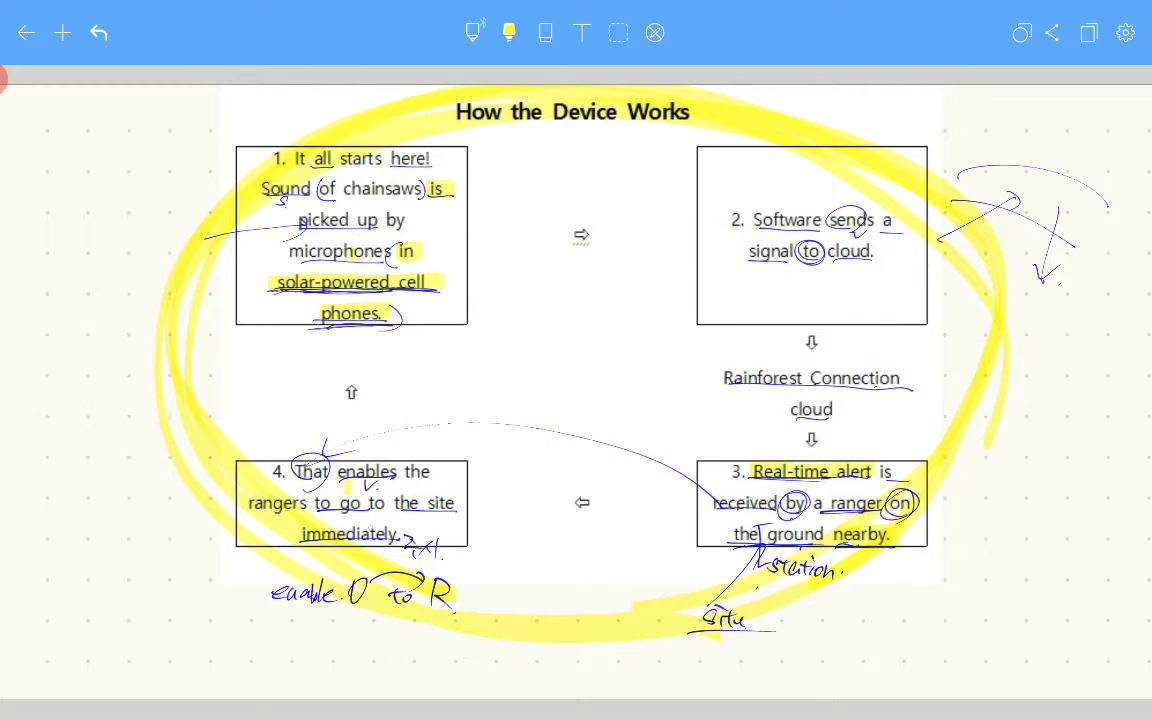 How the Device Works
1. It all starts here!
Sound of chainsaws is
picked up by
microphones in
solar-powered cell
phones.
2. Software sends a
signal to cloud.
Rainforest Connection
cloud
3. Real-time alert is
received by a ranger on
the ground nearby.
4. That enables the
rangers to go to the site
immediately.
s.
v.
enable. O to R.
station.
site